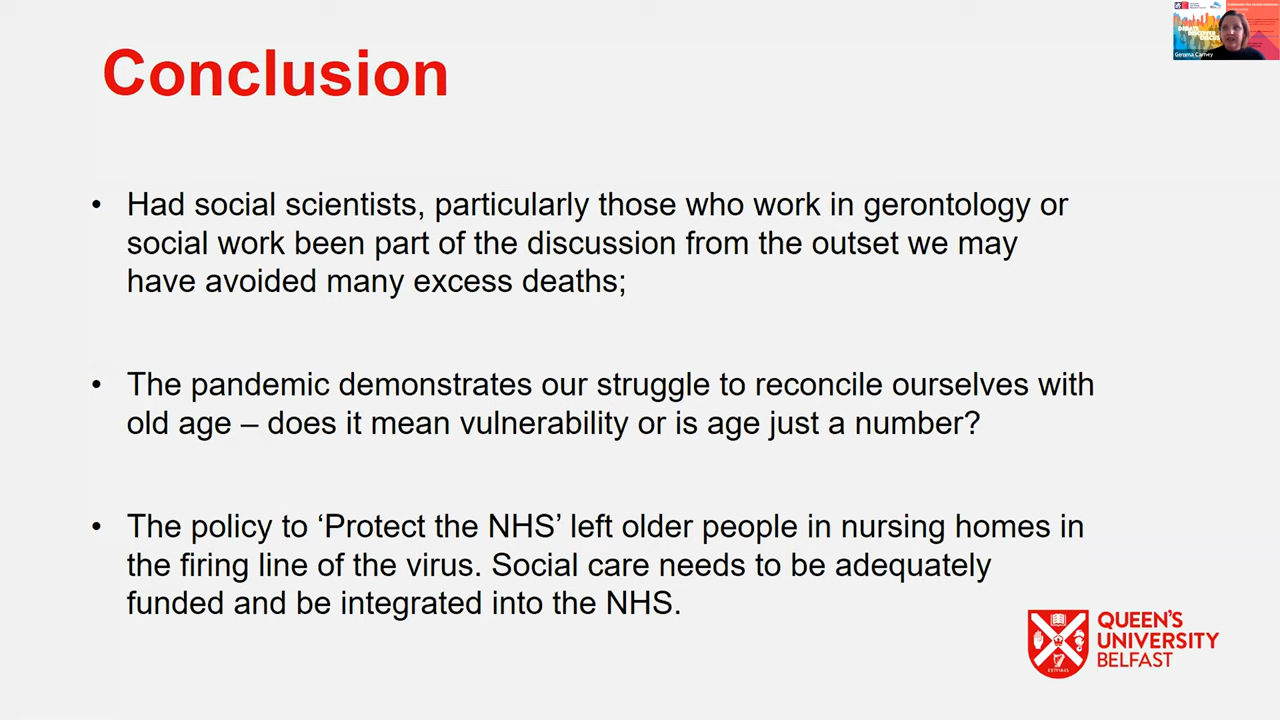 Conclusion
• Had social scientists, particularly those who work in gerontology or
social work been part of the discussion from the outset we may
have avoided many excess deaths;
• The pandemic demonstrates our struggle to reconcile ourselves with
old age – does it mean vulnerability or is age just a number?
• The policy to ‘Protect the NHS’ left older people in nursing homes in
the firing line of the virus. Social care needs to be adequately
funded and be integrated into the NHS.
QUEEN'S
UNIVERSITY
BELFAST
DEBATE
DISCOVER
Gemma Carney